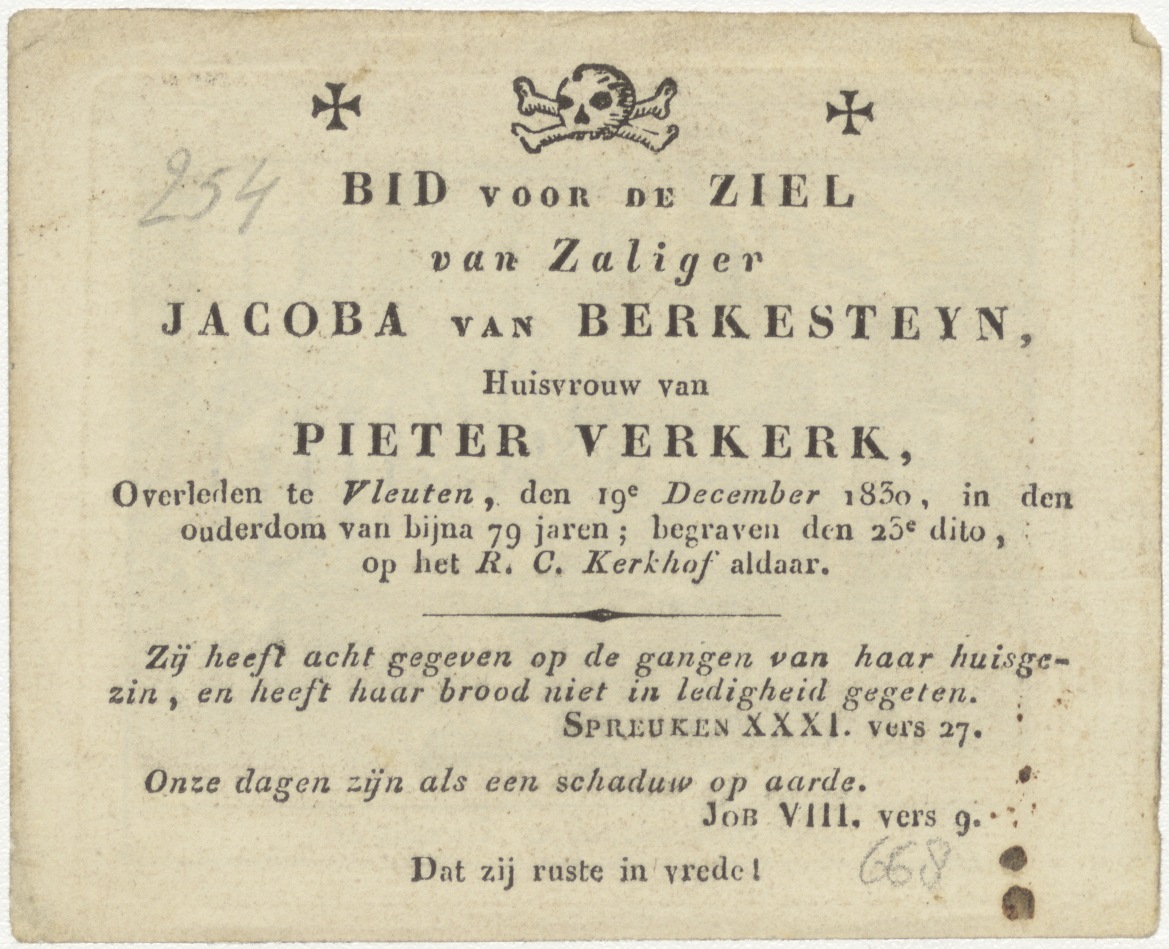 254
BID VOOR DE ZIEL
van Zaliger
JACOBA VAN BERKESTEYN,
Huisvrouw van
PIETER VERKERK,
Overleden te Vleuten, den 19e December 1830, in den
ouderdom van bijna 79 jaren; begraven den 23e dito,
op het R. C. Kerkhof aldaar.
Zij heeft acht gegeven op de gangen van haar huisge-
zin, en heeft haar brood niet in ledigheid gegeten.
SPREUKEN XXXI. vers 27.
Onze dagen zijn als een schaduw op aarde.
JOB VIII. vers 9.
Dat zij ruste in vrede!
668